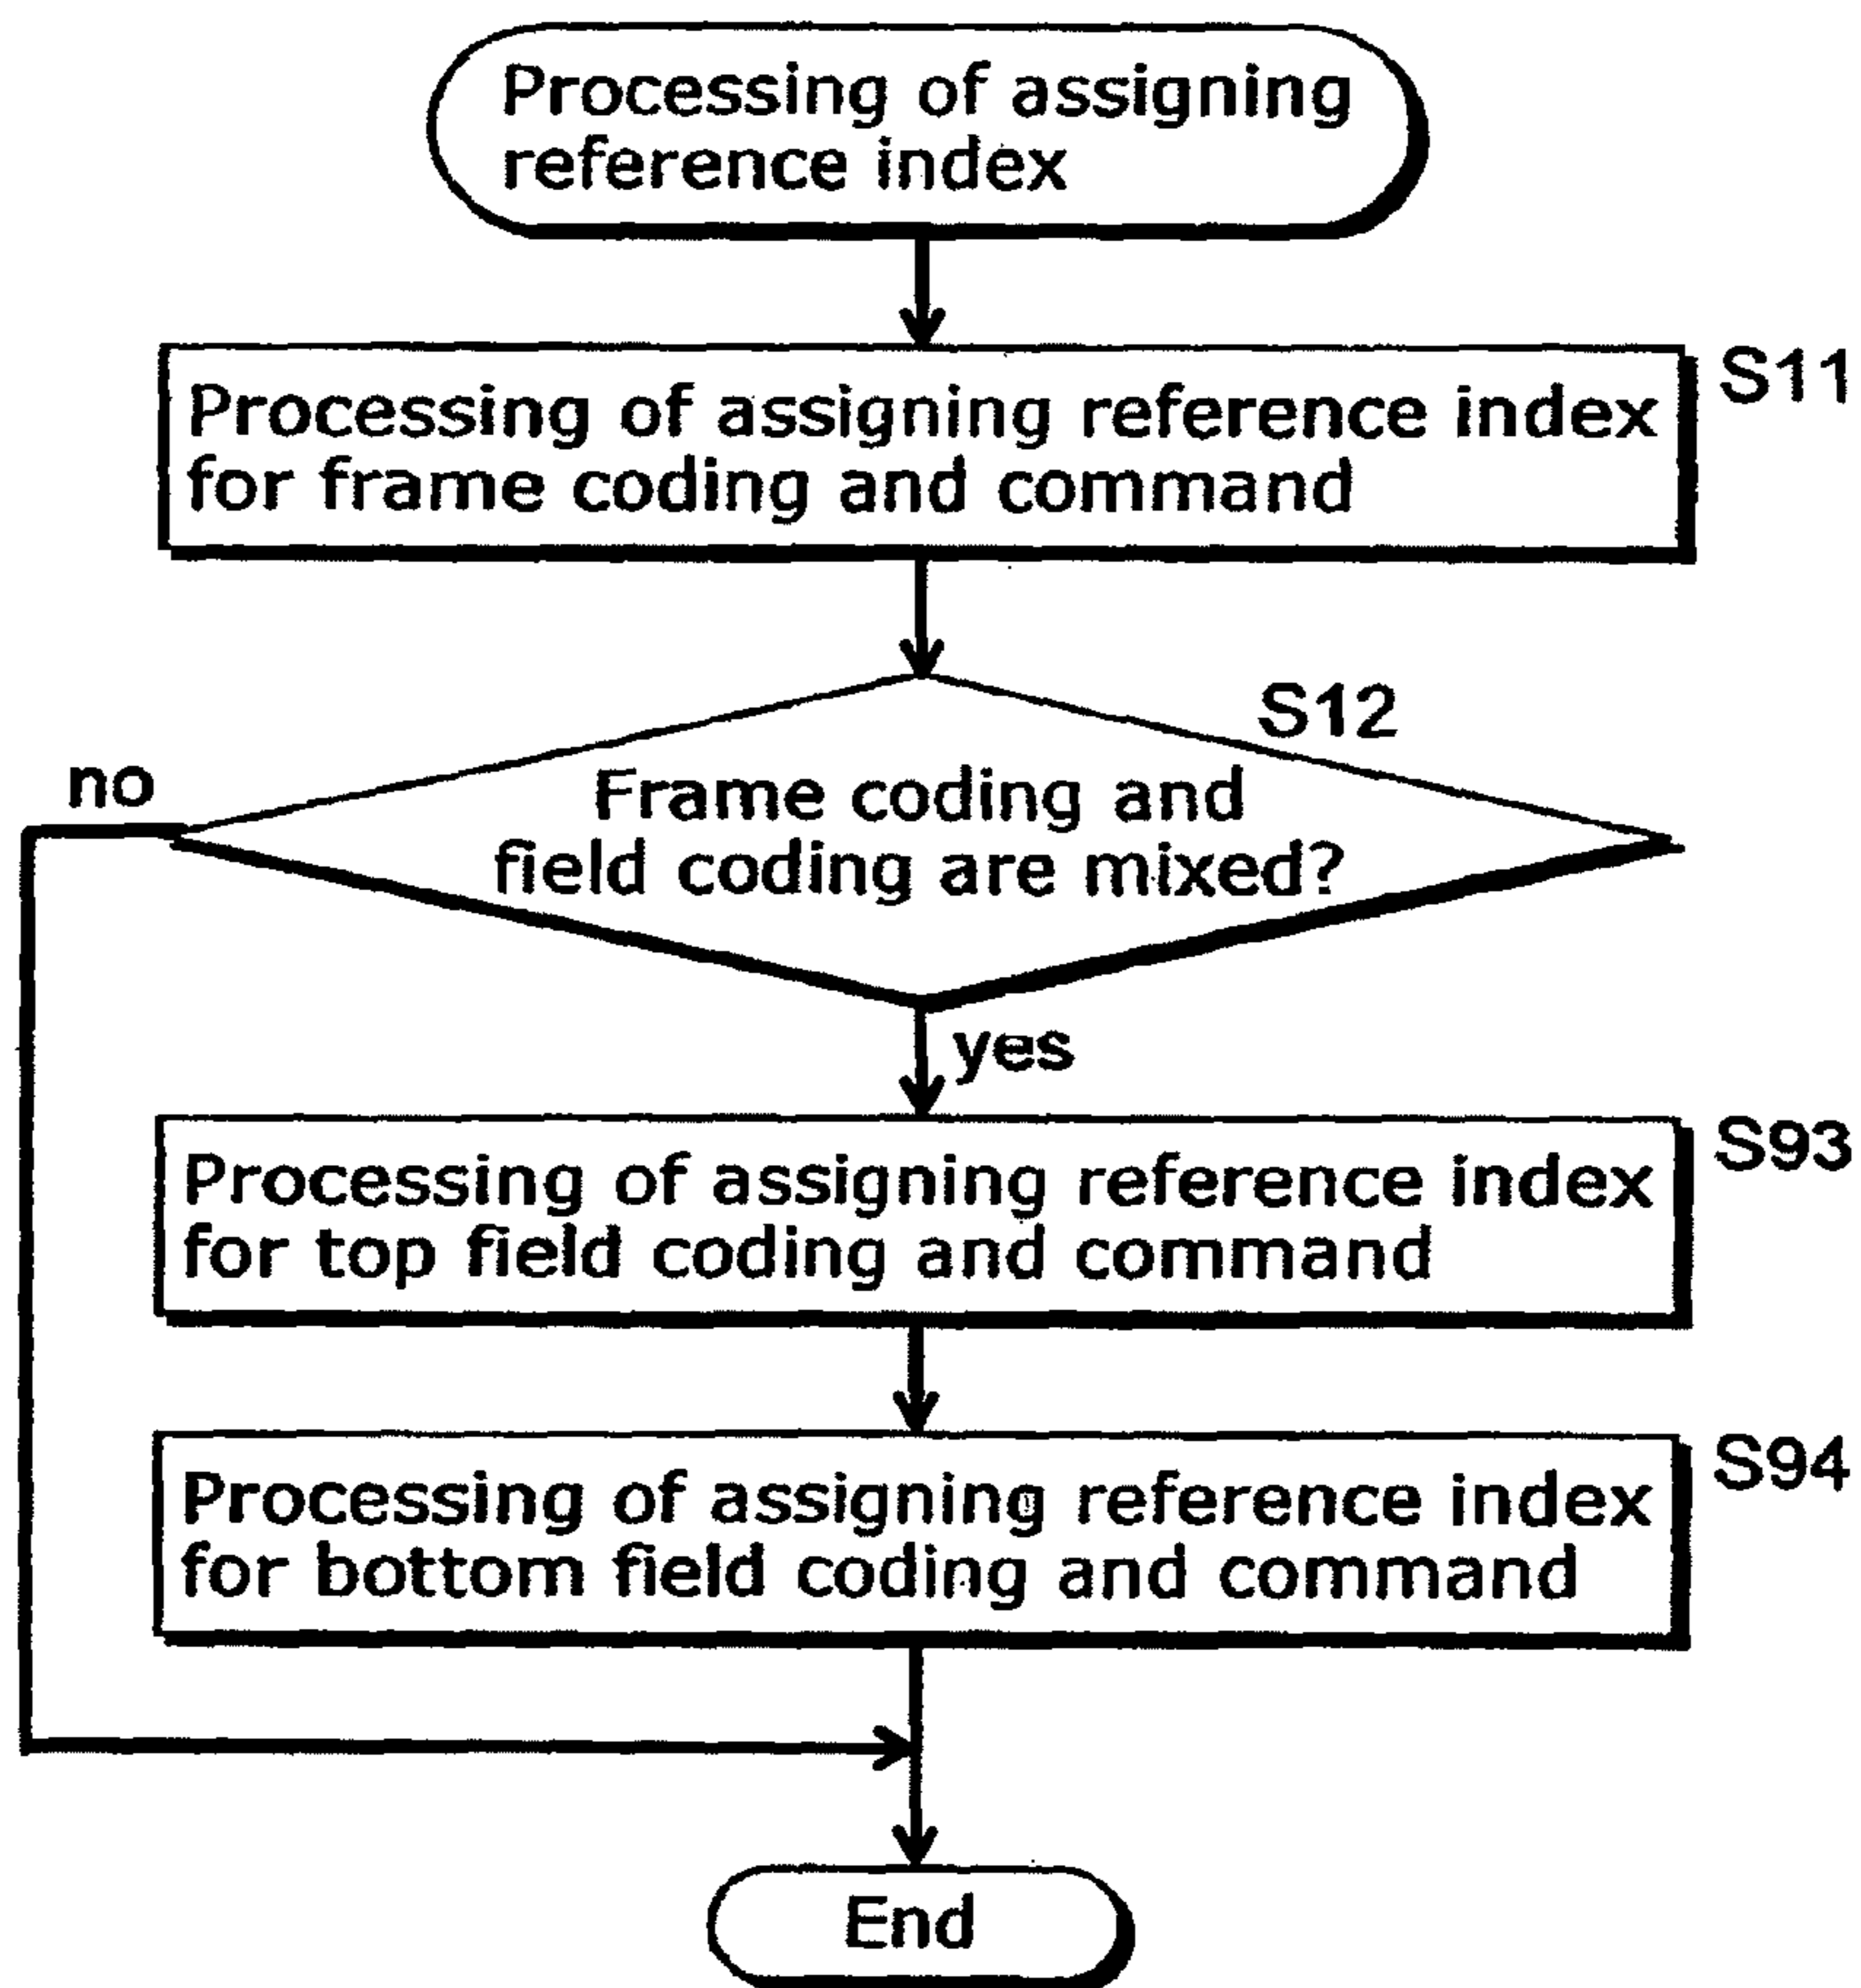 Processing of assigning
reference index
S11
Processing of assigning reference index
for frame coding and command
S12
no
Frame coding and
field coding are mixed?
yes
S93
Processing of assigning reference index
for top field coding and command
S94
Processing of assigning reference index
for bottom field coding and command
End